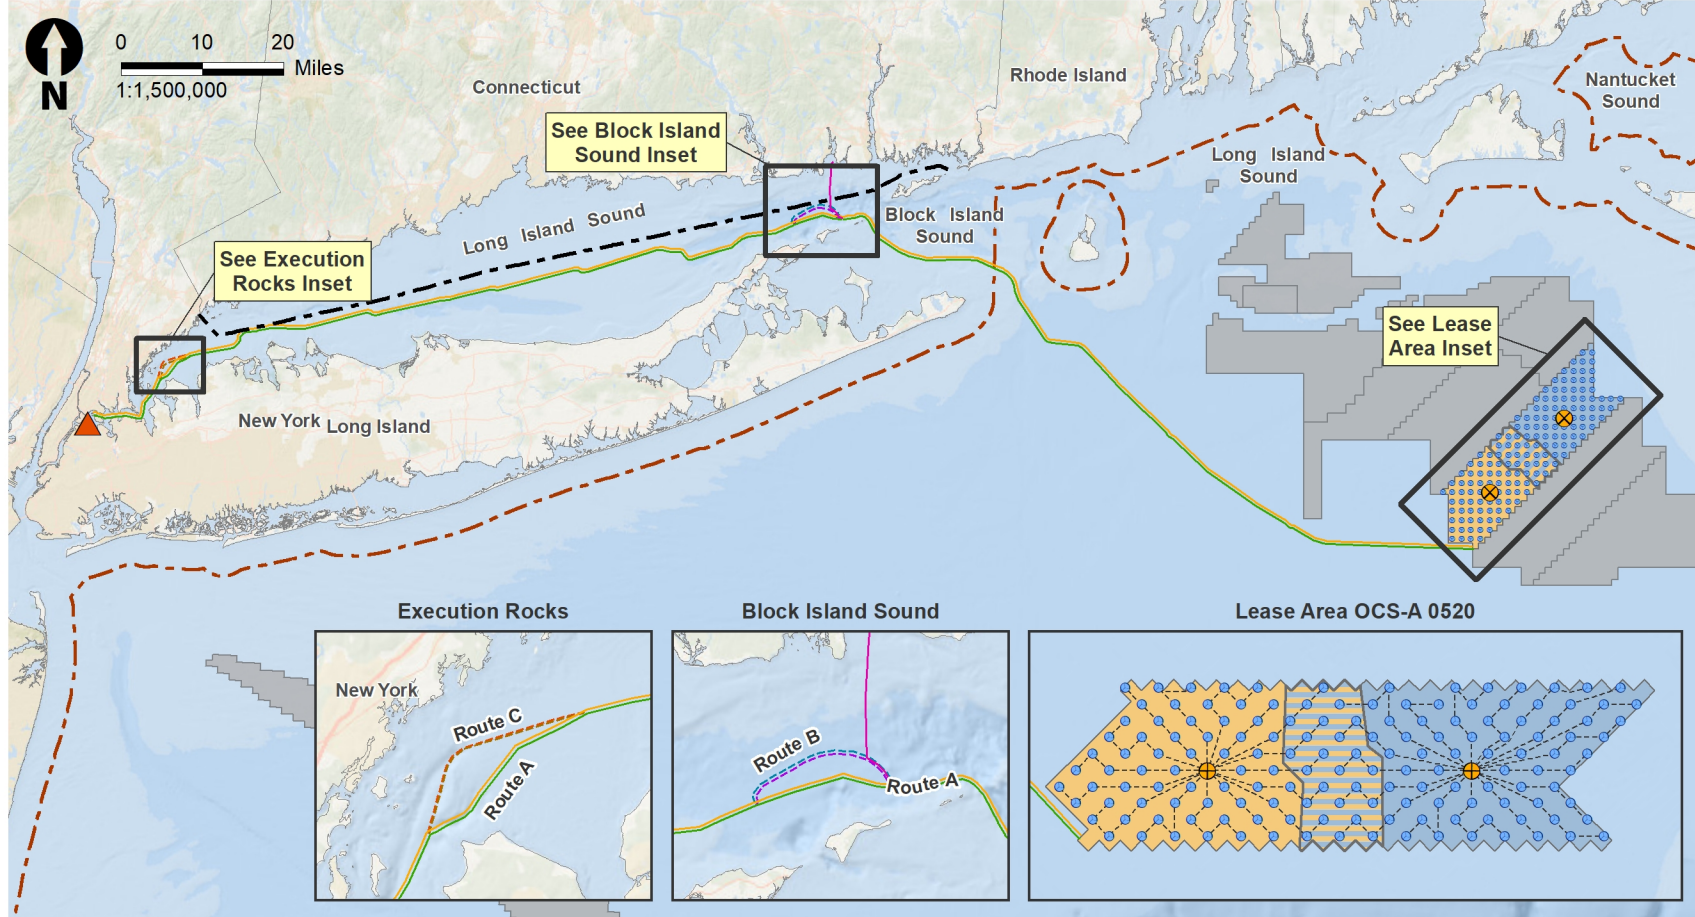 0 10 20
Miles
1:1,500,000
N
Connecticut
Rhode Island
Nantucket
Sound
See Block Island
Sound Inset
Long Island
Sound
Long Island Sound
Block Island
Sound
See Execution
Rocks Inset
See Lease
Area Inset
New York
Long Island
Execution Rocks
New York
Route C
Route A
Block Island Sound
Route B
Route A
Lease Area OCS-A 0520